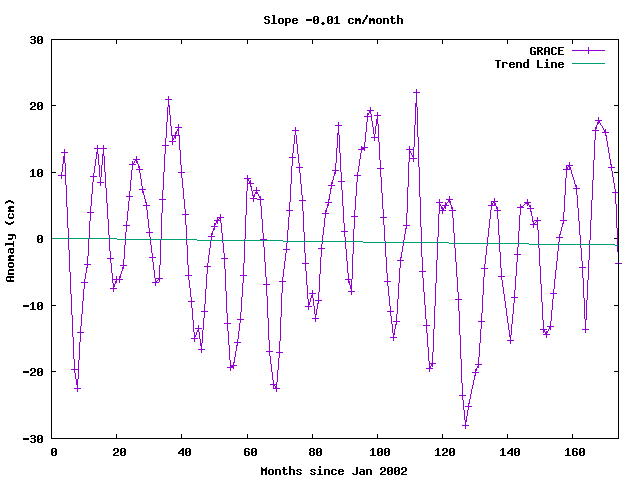 Slope -0.01 cm/month
GRACE
Trend Line
30
20
10
0
-10
-20
-30
Anomaly (cm)
0 20 40 60 80 100 120 140 160
Months since Jan 2002